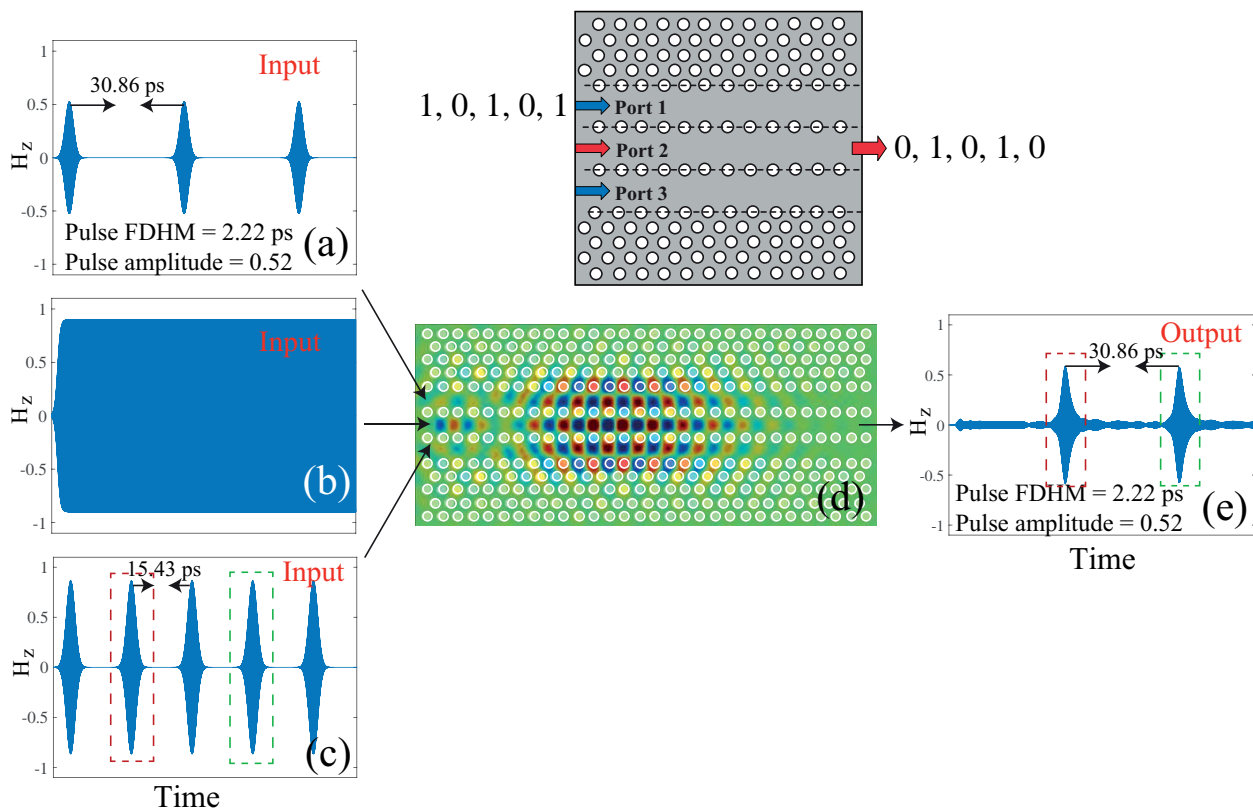 1
0.5
0
-0.5
-1
Hz
30.86 ps
Input
Pulse FDHM = 2.22 ps
Pulse amplitude = 0.52
(a)
1, 0, 1, 0, 1
Port 1
Port 2
Port 3
0, 1, 0, 1, 0
1
0.5
0
-0.5
-1
Hz
Input
(b)
(d)
1
0.5
0
-0.5
-1
Hz
Output
30.86 ps
Pulse FDHM = 2.22 ps
Pulse amplitude = 0.52
(e)
Time
1
0.5
0
-0.5
-1
Hz
15.43 ps
Input
(c)
Time